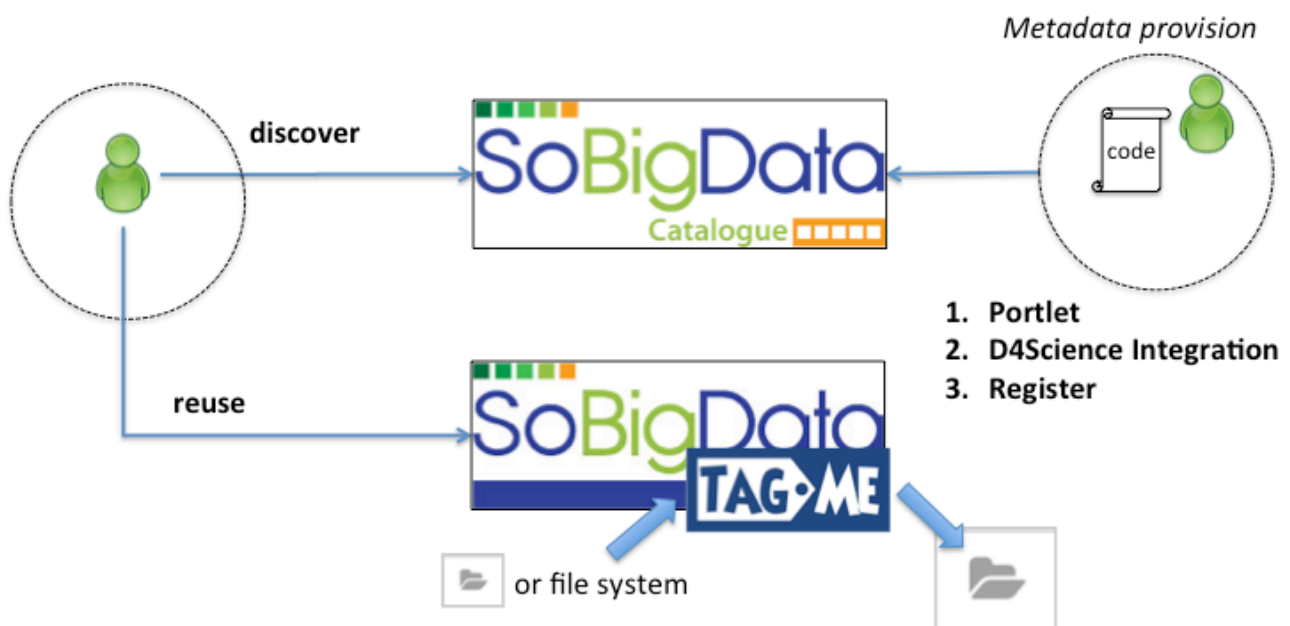 Metadata provision
discover
SoBigData
Catalogue
code
1. Portlet
2. D4Science Integration
3. Register
reuse
SoBigData
TAG•ME
or file system